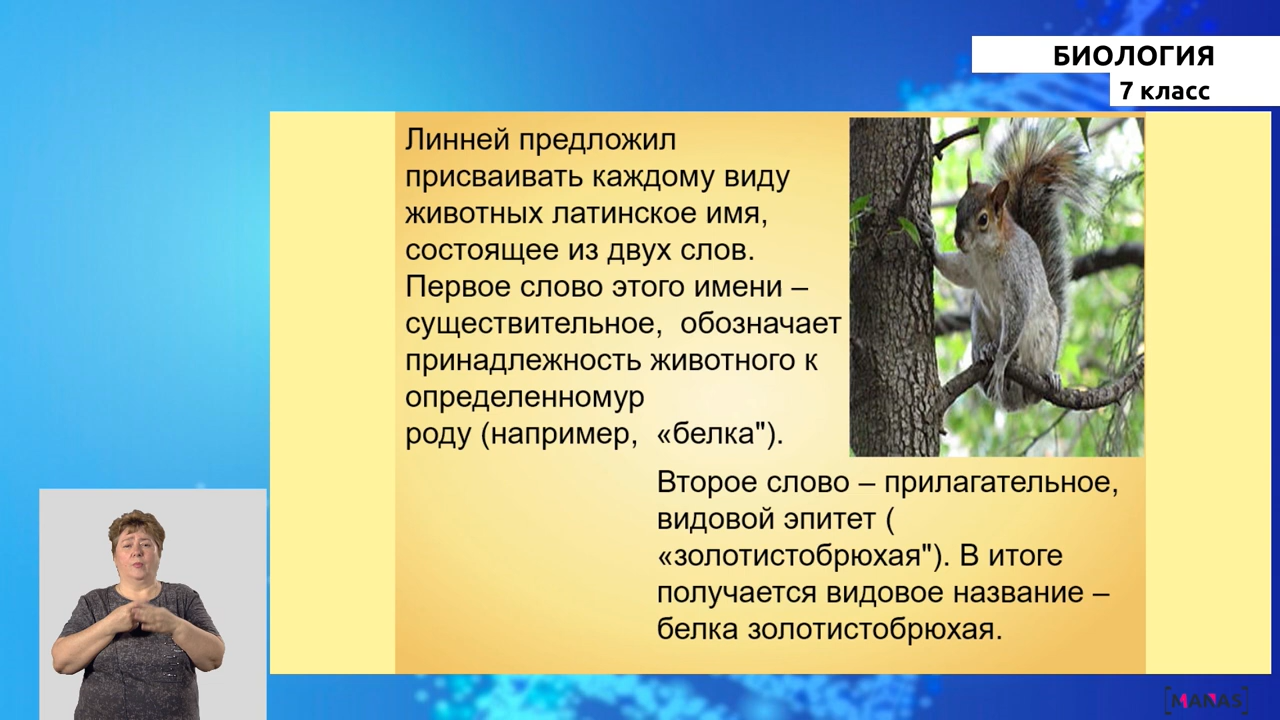 БИОЛОГИЯ
7 класс
Линней предложил
присваивать каждому виду
животных латинское имя,
состоящее из двух слов.
Первое слово этого имени –
существительное,  обозначает
принадлежность животного к
определенномур
роду (например,  «белка").
Второе слово – прилагательное,
видовой эпитет (
«золотистобрюхая"). В итоге
получается видовое название –
белка золотистобрюхая.
[MANAS]